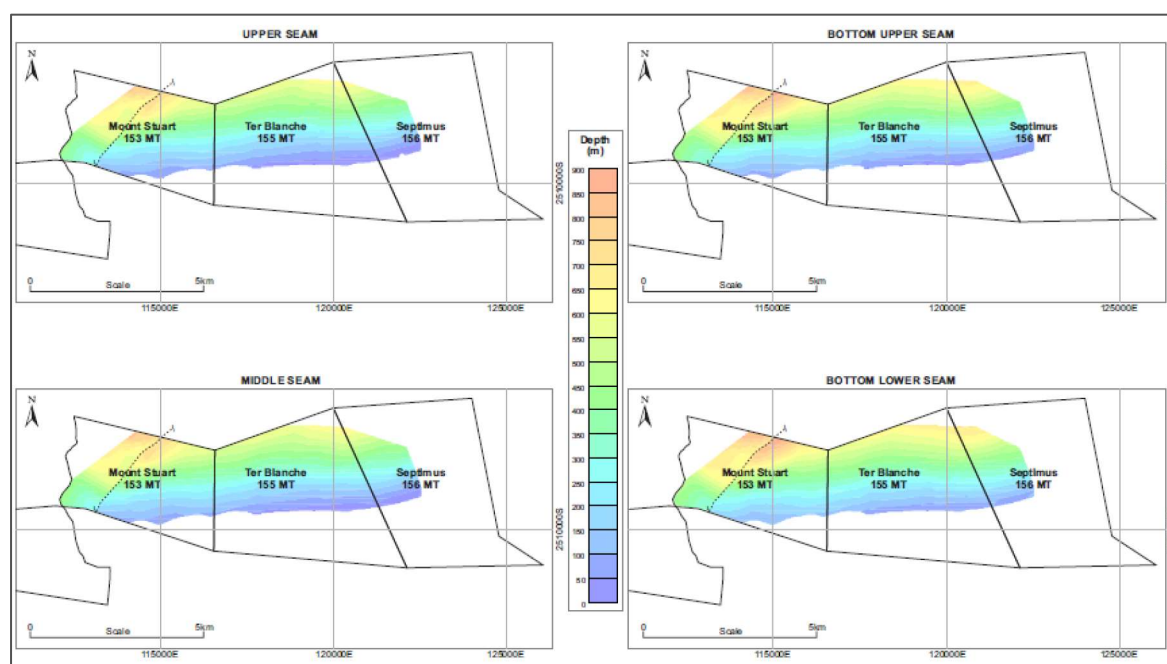 UPPER SEAM
N
Mount Stuart
153 MT
Ter Blanche
155 MT
Septimus
156 MT
0 Scale 5km
115000E 120000E 125000E
2510000S
BOTTOM UPPER SEAM
N
Mount Stuart
153 MT
Ter Blanche
155 MT
Septimus
156 MT
0 Scale 5km
115000E 120000E 125000E
Depth
(m)
900
850
800
750
700
650
600
550
500
450
400
350
300
250
200
150
100
50
0
MIDDLE SEAM
N
Mount Stuart
153 MT
Ter Blanche
155 MT
Septimus
156 MT
0 Scale 5km
115000E 120000E 125000E
2510000S
BOTTOM LOWER SEAM
N
Mount Stuart
153 MT
Ter Blanche
155 MT
Septimus
156 MT
0 Scale 5km
115000E 120000E 125000E